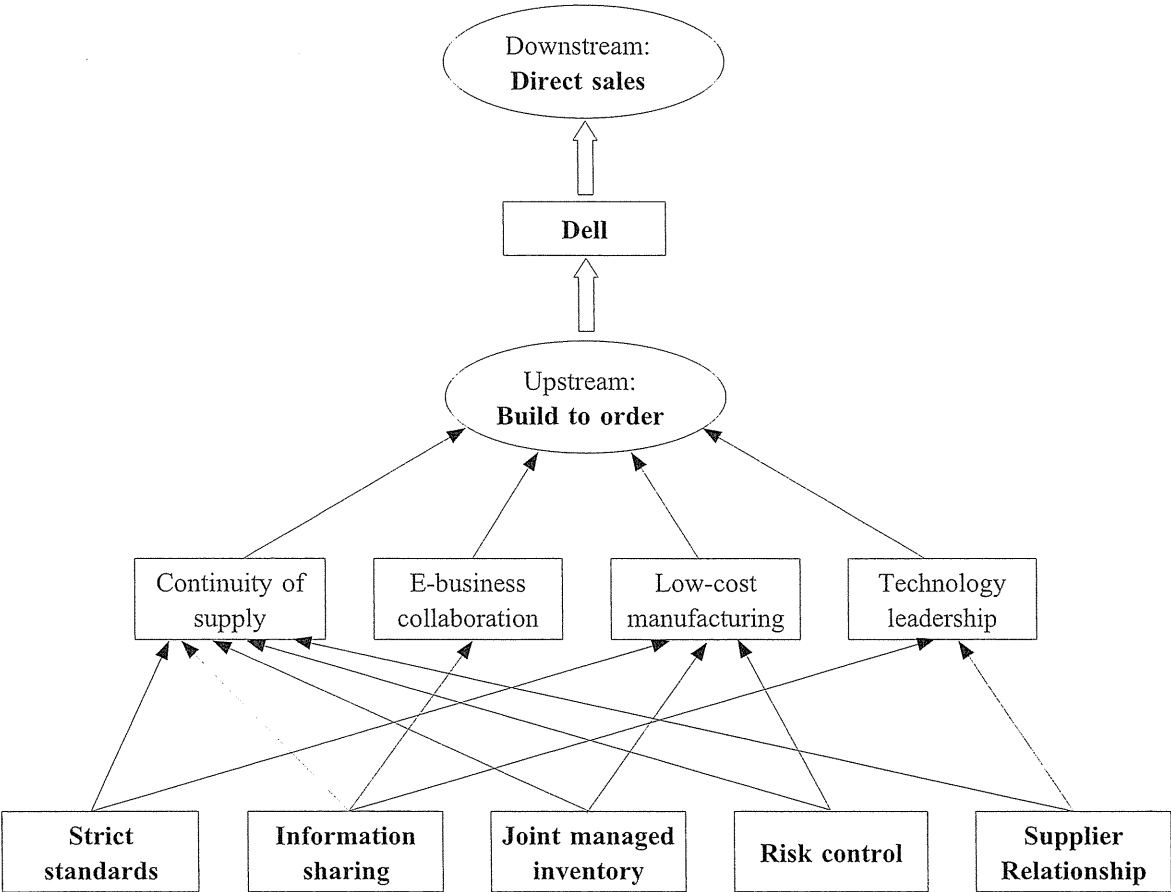 Downstream:
Direct sales
Dell
Upstream:
Build to order
Continuity of
supply
E-business
collaboration
Low-cost
manufacturing
Technology
leadership
Strict
standards
Information
sharing
Joint managed
inventory
Risk control
Supplier
Relationship